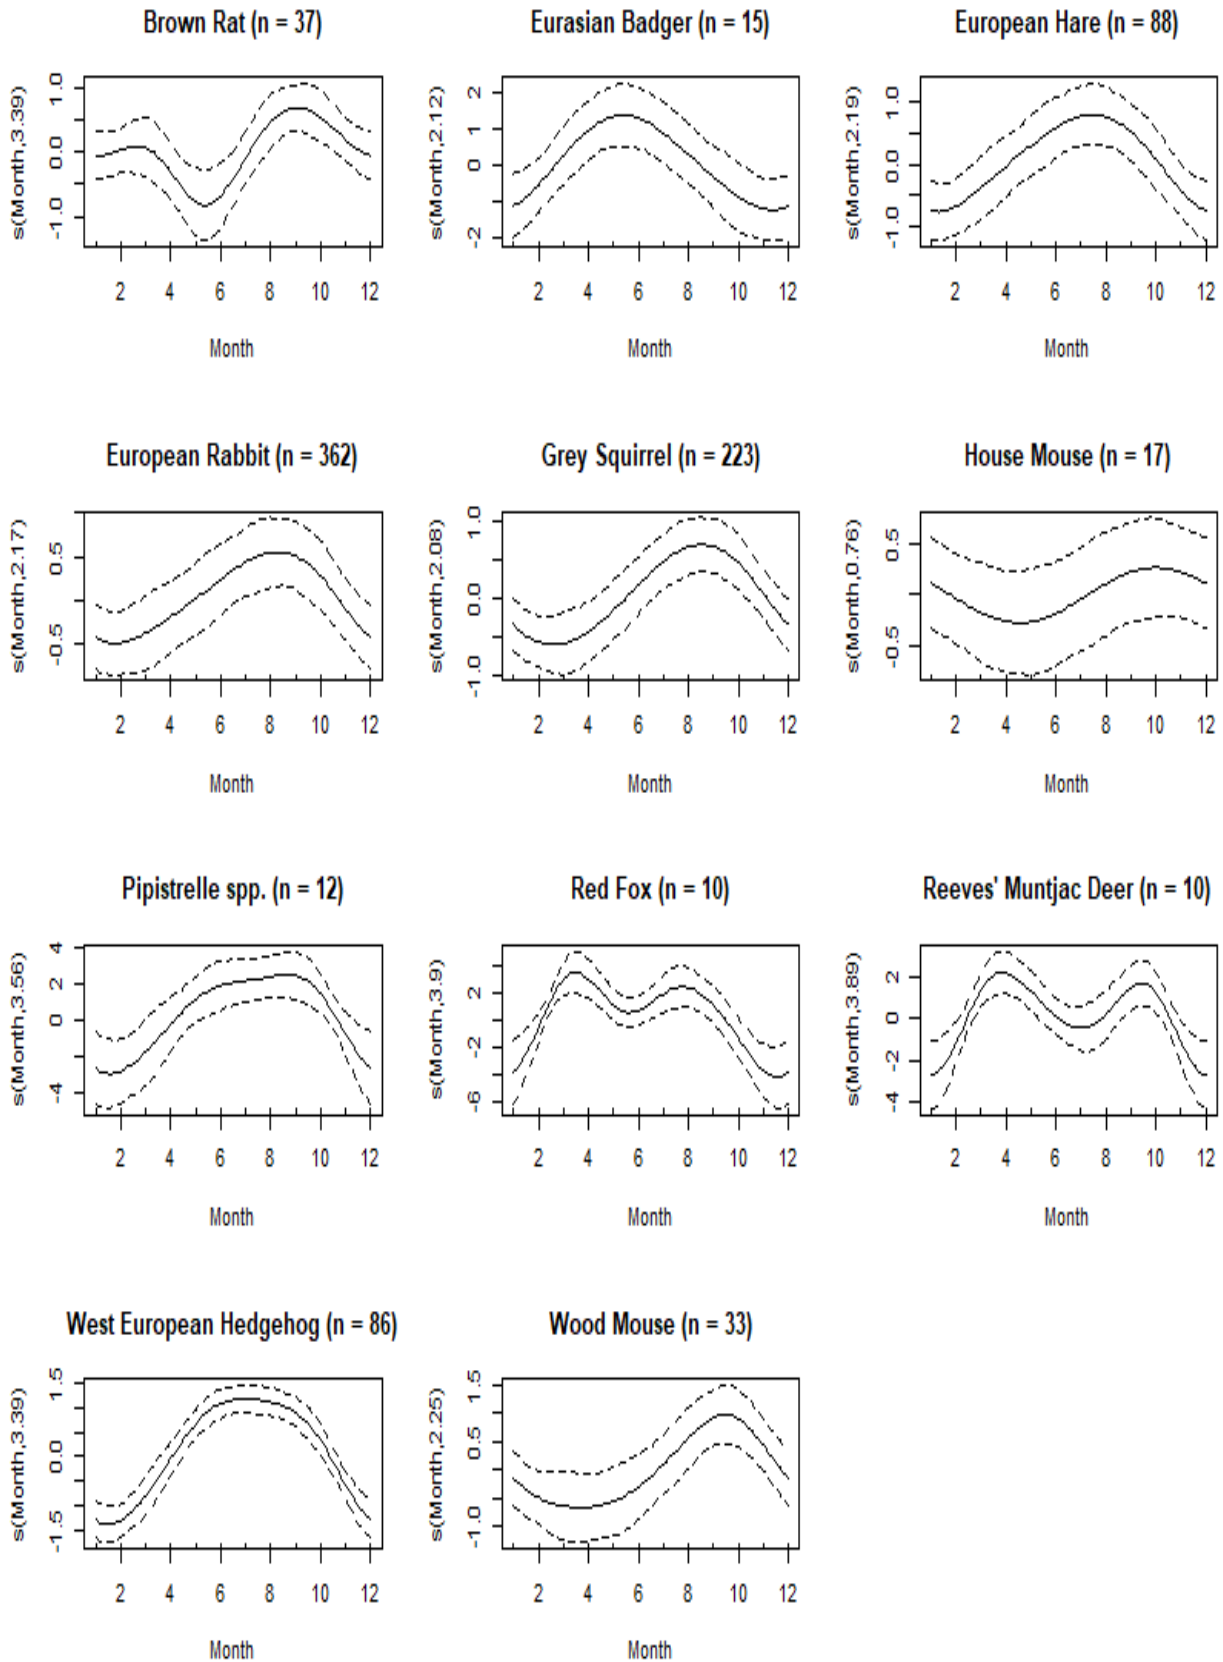 Brown Rat (n = 37)
s(Month,3.39)
1.0
0.0
-1.0
2 4 6 8 10 12
Month
Eurasian Badger (n = 15)
s(Month,2.12)
2
1
0
-2
2 4 6 8 10 12
Month
European Hare (n = 88)
s(Month,2.19)
1.0
0.0
-1.0
2 4 6 8 10 12
Month
European Rabbit (n = 362)
s(Month,2.17)
0.5
-0.5
2 4 6 8 10 12
Month
Grey Squirrel (n = 223)
s(Month,2.08)
1.0
0.0
-1.0
2 4 6 8 10 12
Month
House Mouse (n = 17)
s(Month,0.76)
0.5
-0.5
2 4 6 8 10 12
Month
Pipistrelle spp. (n = 12)
s(Month,3.56)
4
2
0
-4
2 4 6 8 10 12
Month
Red Fox (n = 10)
s(Month,3.9)
2
-2
-6
2 4 6 8 10 12
Month
Reeves' Muntjac Deer (n = 10)
s(Month,3.89)
2
0
-2
-4
2 4 6 8 10 12
Month
West European Hedgehog (n = 86)
s(Month,3.39)
1.5
0.0
-1.5
2 4 6 8 10 12
Month
Wood Mouse (n = 33)
s(Month,2.25)
1.5
0.5
-1.0
2 4 6 8 10 12
Month